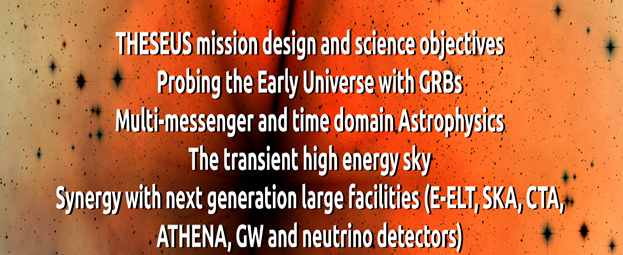 THESEUS mission design and science objectives
Probing the Early Universe with GRBs
Multi-messenger and time domain Astrophysics
The transient high energy sky
Synergy with next generation large facilities (E-ELT, SKA, CTA,
ATHENA, GW and neutrino detectors)